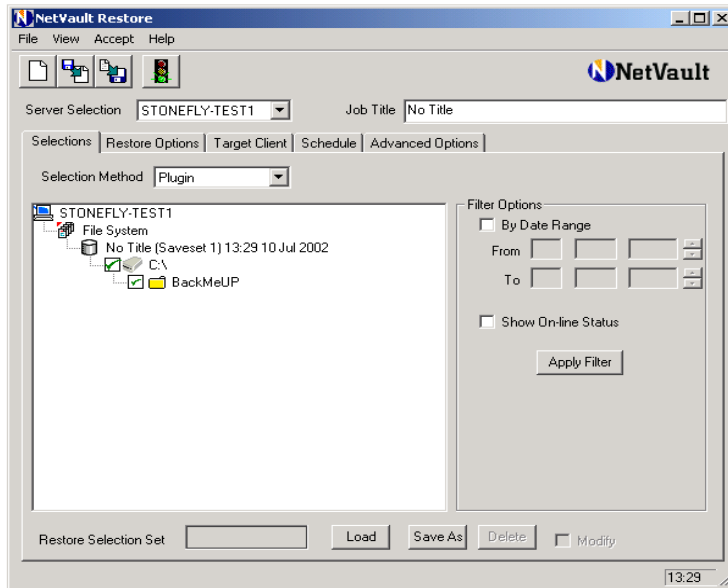 NetVault Restore
File View Accept Help
NetVault
Server Selection STONEFLY-TEST1 Job Title No Title
Selections Restore Options Target Client Schedule Advanced Options
Selection Method Plugin
STONEFLY-TEST1
File System
No Title (Saveset 1) 13:29 10 Jul 2002
C:\
BackMeUP
Filter Options
By Date Range
From
To
Show On-line Status
Apply Filter
Restore Selection Set Load Save As Delete Modify
13:29